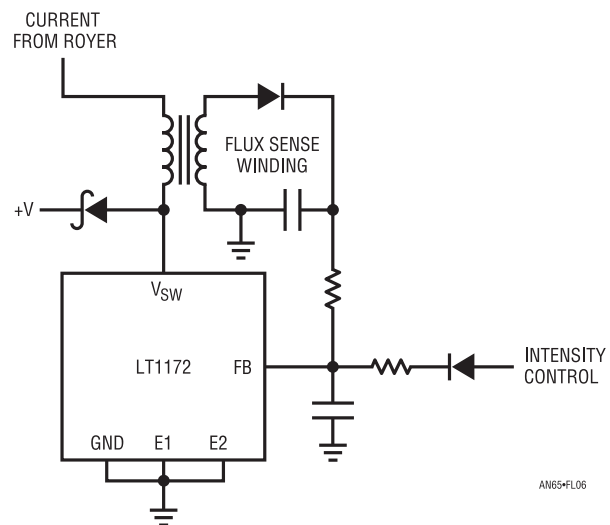 CURRENT
FROM ROYER
FLUX SENSE
WINDING
+V
VSW
LT1172
FB
INTENSITY
CONTROL
GND E1 E2
AN65•FL06